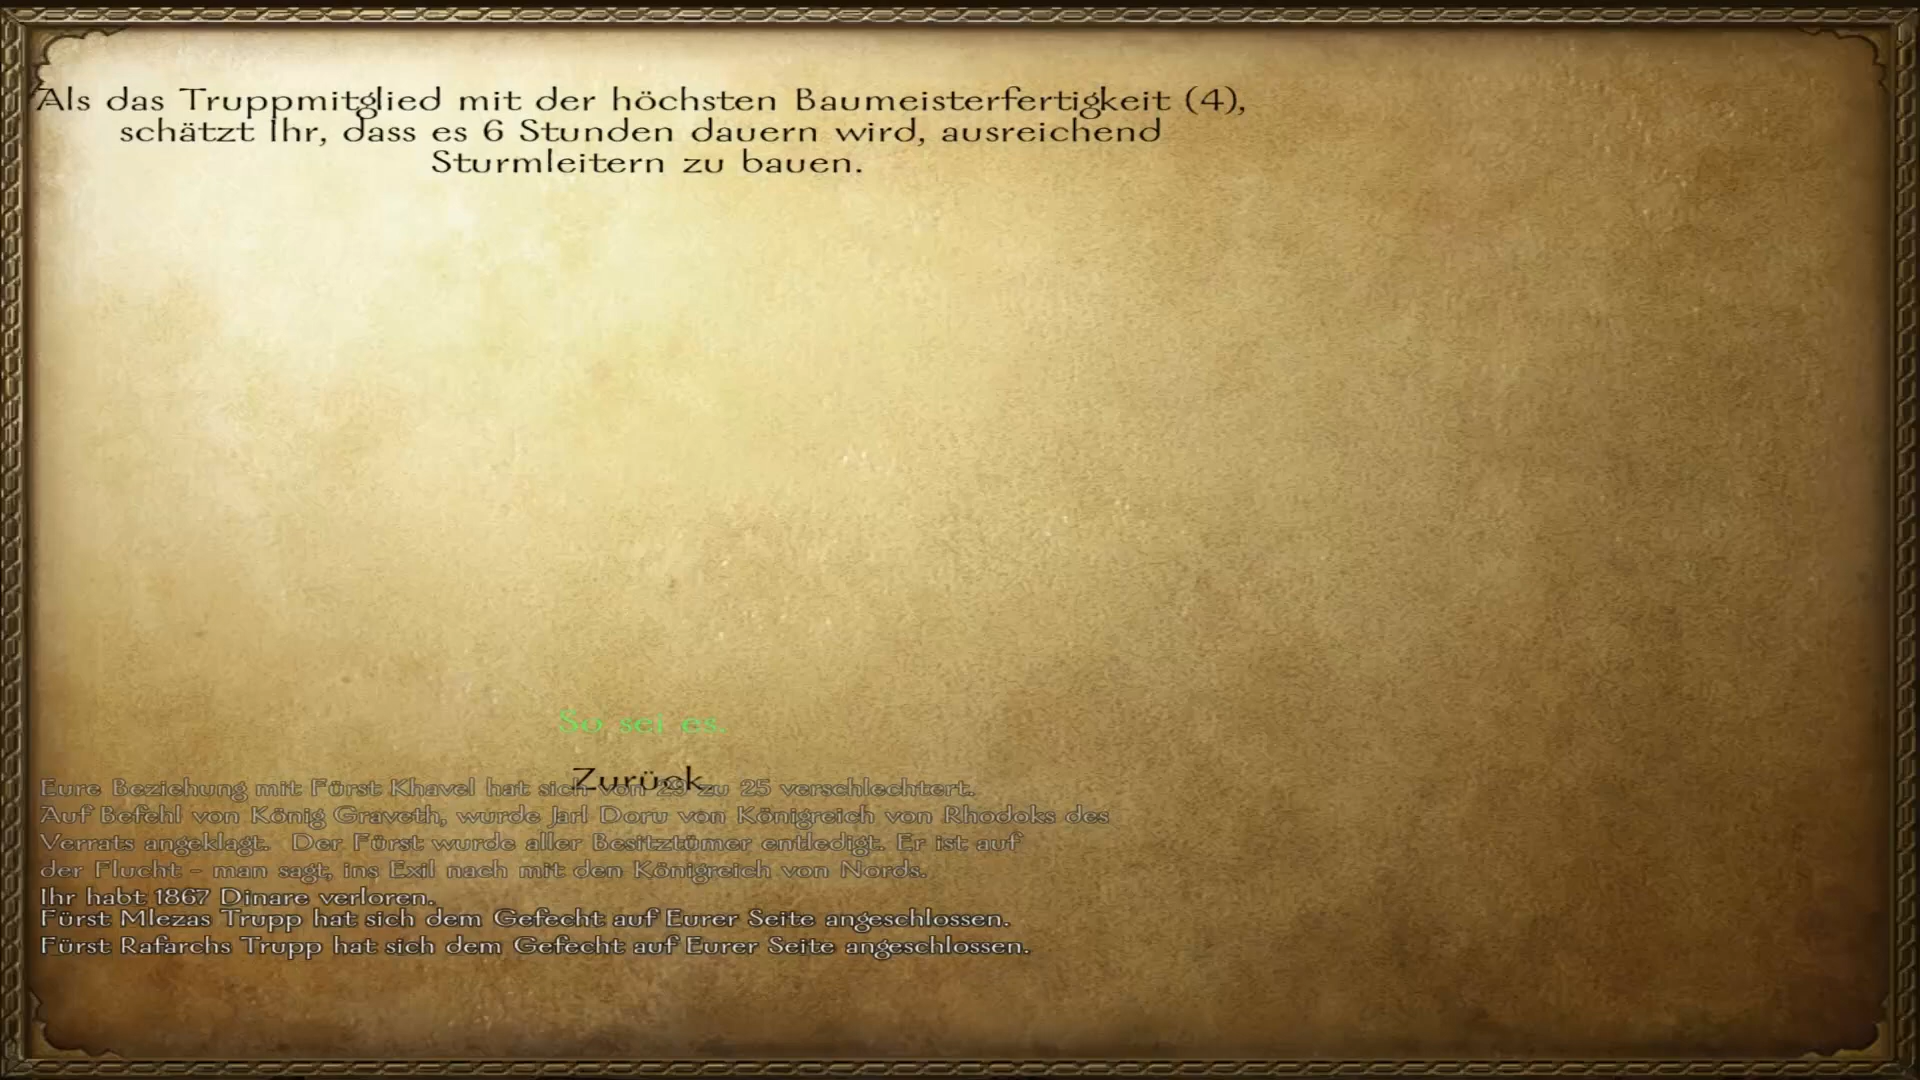 Als das Truppmitglied mit der höchsten Baumeisterfertigkeit (4),
schätzt Ihr, dass es 6 Stunden dauern wird, ausreichend
Sturmleitern zu bauen.
So sei es.
Zurück
Eure Beziehung mit Fürst Khavel hat sich von zu 25 verschlechtert.
Auf Befehl von König Graveth, wurde Jarl Doru von Königreich von Rhodoks des
Verrats angeklagt. Der Fürst wurde aller Besitztümer entledigt. Er ist auf
der Flucht - man sagt, ins Exil nach mit den Königreich von Nords.
Ihr habt 1867 Dinare verloren.
Fürst Mlezas Trupp hat sich dem Gefecht auf Eurer Seite angeschlossen.
Fürst Rafarchs Trupp hat sich dem Gefecht auf Eurer Seite angeschlossen.